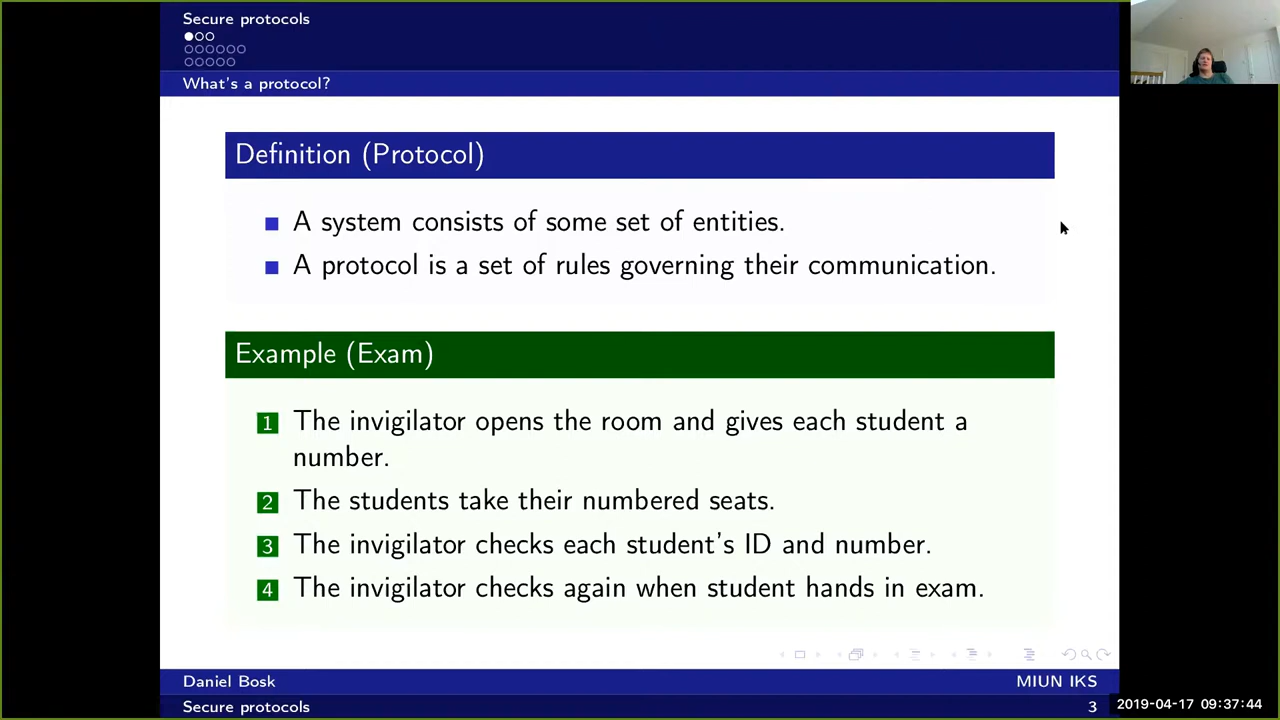 Secure protocols
What's a protocol?
Definition (Protocol)
A system consists of some set of entities.
A protocol is a set of rules governing their communication.
Example (Exam)
1 The invigilator opens the room and gives each student a
number.
2 The students take their numbered seats.
3 The invigilator checks each student's ID and number.
4 The invigilator checks again when student hands in exam.
Daniel Bosk MIUN IKS
Secure protocols 3
2019-04-17 09:37:44